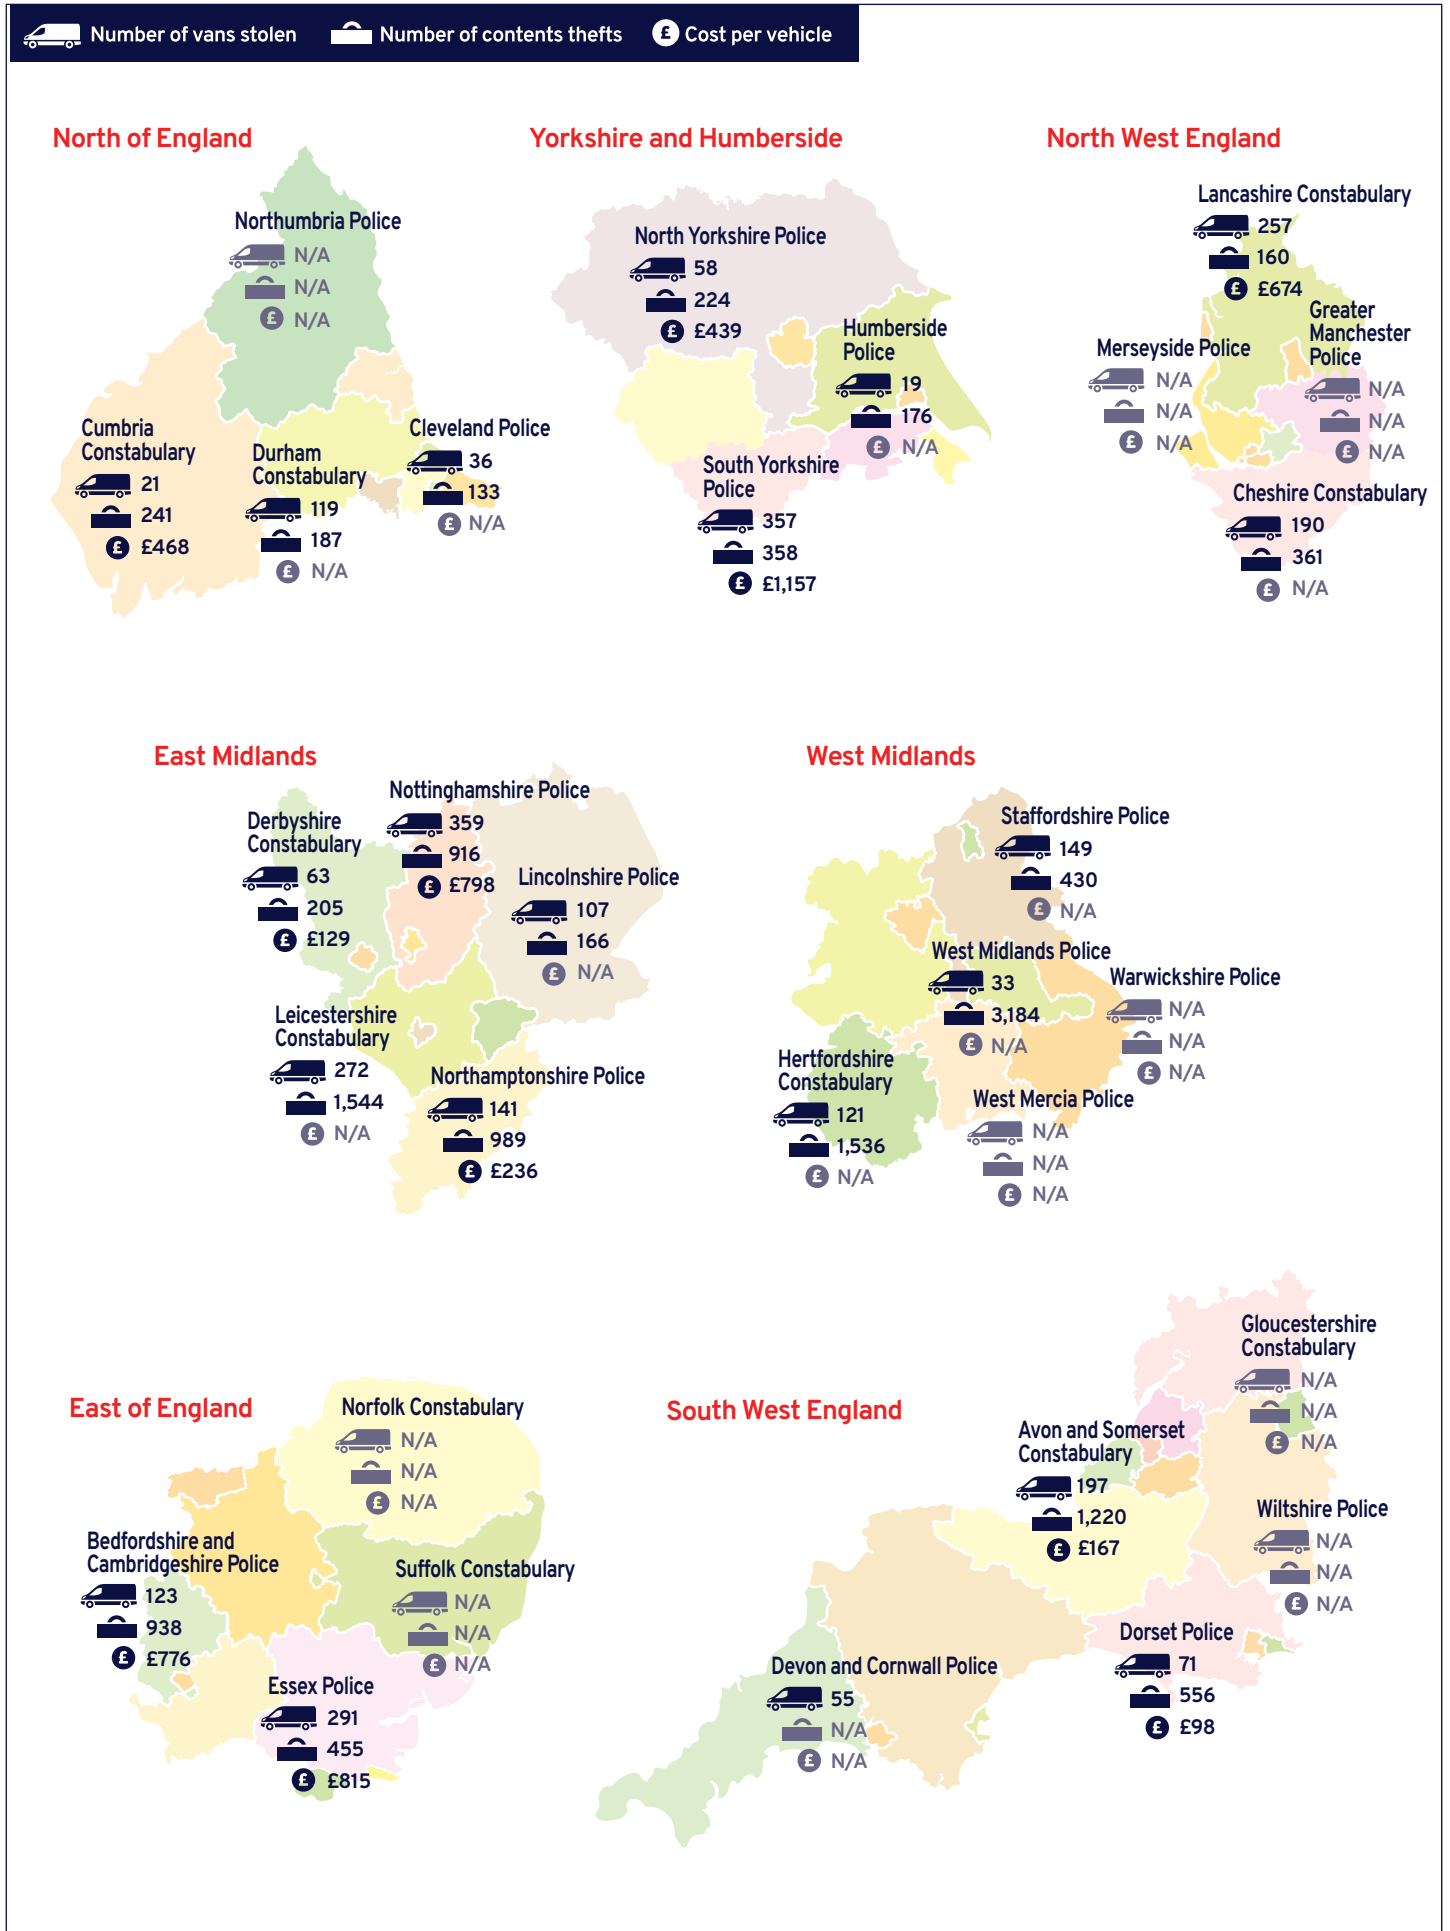 Number of vans stolen
Number of contents thefts
£ Cost per vehicle
North of England
Northumbria Police
N/A
N/A
£ N/A
Cumbria
Constabulary
21
241
£ £468
Durham
Constabulary
119
187
£ N/A
Cleveland Police
36
133
£ N/A
Yorkshire and Humberside
North Yorkshire Police
58
224
£ £439
Humberside
Police
19
176
£ N/A
South Yorkshire
Police
357
358
£ £1,157
North West England
Lancashire Constabulary
257
160
£ £674
Merseyside Police
N/A
N/A
£ N/A
Greater
Manchester
Police
N/A
N/A
£ N/A
Cheshire Constabulary
190
361
£ N/A
East Midlands
Derbyshire
Constabulary
63
205
£ £129
Nottinghamshire Police
359
916
£ £798
Lincolnshire Police
107
166
£ N/A
Leicestershire
Constabulary
272
1,544
£ N/A
Northamptonshire Police
141
989
£ £236
West Midlands
Staffordshire Police
149
430
£ N/A
West Midlands Police
33
3,184
£ N/A
Warwickshire Police
N/A
N/A
£ N/A
Hertfordshire
Constabulary
121
1,536
£ N/A
West Mercia Police
N/A
N/A
£ N/A
East of England
Norfolk Constabulary
N/A
N/A
£ N/A
Bedfordshire and
Cambridgeshire Police
123
938
£ £776
Suffolk Constabulary
N/A
N/A
£ N/A
Essex Police
291
455
£ £815
South West England
Gloucestershire
Constabulary
N/A
N/A
£ N/A
Avon and Somerset
Constabulary
197
1,220
£ £167
Wiltshire Police
N/A
N/A
£ N/A
Devon and Cornwall Police
55
N/A
£ N/A
Dorset Police
71
556
£ £98